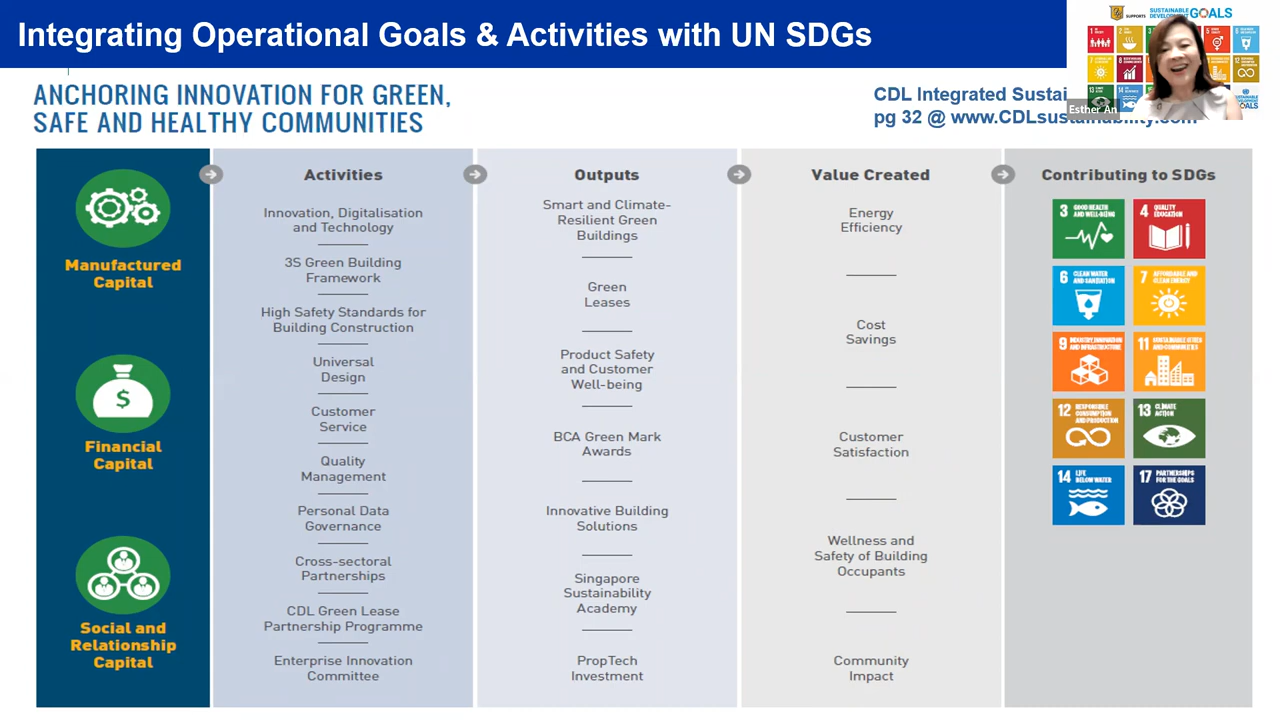 Integrating Operational Goals & Activities with UN SDGs
SUPPORTS
SUSTAINABLE
DEVELOPMENT
GOALS
Esther An
ANCHORING INNOVATION FOR GREEN,
SAFE AND HEALTHY COMMUNITIES
CDL Integrated
pg 32 @ www.CDLsustainability.com
Manufactured
Capital
Financial
Capital
Social and
Relationship
Capital
Activities
Innovation, Digitalisation
and Technology
3S Green Building
Framework
High Safety Standards for
Building Construction
Universal
Design
Customer
Service
Quality
Management
Personal Data
Governance
Cross-sectoral
Partnerships
CDL Green Lease
Partnership Programme
Enterprise Innovation
Committee
Outputs
Smart and Climate-
Resilient Green
Buildings
Green
Leases
Product Safety
and Customer
Well-being
BCA Green Mark
Awards
Innovative Building
Solutions
Singapore
Sustainability
Academy
PropTech
Investment
Value Created
Energy
Efficiency
Cost
Savings
Customer
Satisfaction
Wellness and
Safety of Building
Occupants
Community
Impact
Contributing to SDGs
3 GOOD HEALTH
AND WELL-BEING
4 QUALITY
EDUCATION
6 CLEAN WATER
AND SANITATION
7 AFFORDABLE AND
CLEAN ENERGY
9 INDUSTRY, INNOVATION
AND INFRASTRUCTURE
11 SUSTAINABLE CITIES
AND COMMUNITIES
12 RESPONSIBLE
CONSUMPTION
AND PRODUCTION
13 CLIMATE
ACTION
14 LIFE
BELOW WATER
17 PARTNERSHIPS
FOR THE GOALS